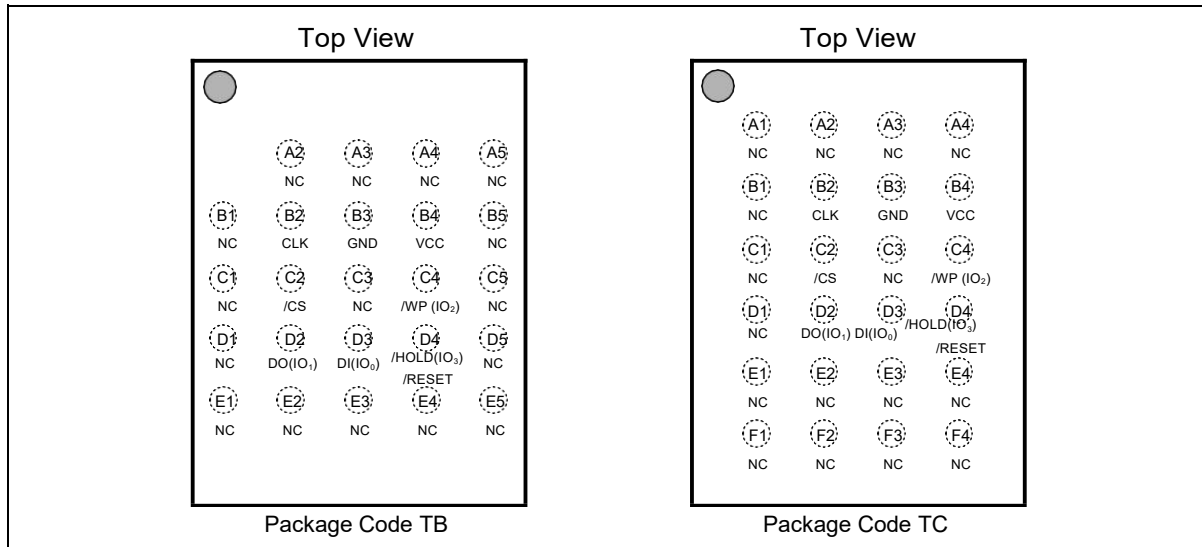 Top View
A2 A3 A4 A5
NC NC NC NC
B1 B2 B3 B4 B5
NC CLK GND VCC NC
C1 C2 C3 C4 C5
NC /CS NC /WP (IO₂) NC
D1 D2 D3 D4 D5
NC DO(IO₁) DI(IO₀) /HOLD(IO₃) NC
/RESET
E1 E2 E3 E4 E5
NC NC NC NC NC
Package Code TB
Top View
A1 A2 A3 A4
NC NC NC NC
B1 B2 B3 B4
NC CLK GND VCC
C1 C2 C3 C4
NC /CS NC /WP (IO₂)
D1 D2 D3 D4
NC DO(IO₁) DI(IO₀) /HOLD(IO₃)
/RESET
E1 E2 E3 E4
NC NC NC NC
F1 F2 F3 F4
NC NC NC NC
Package Code TC